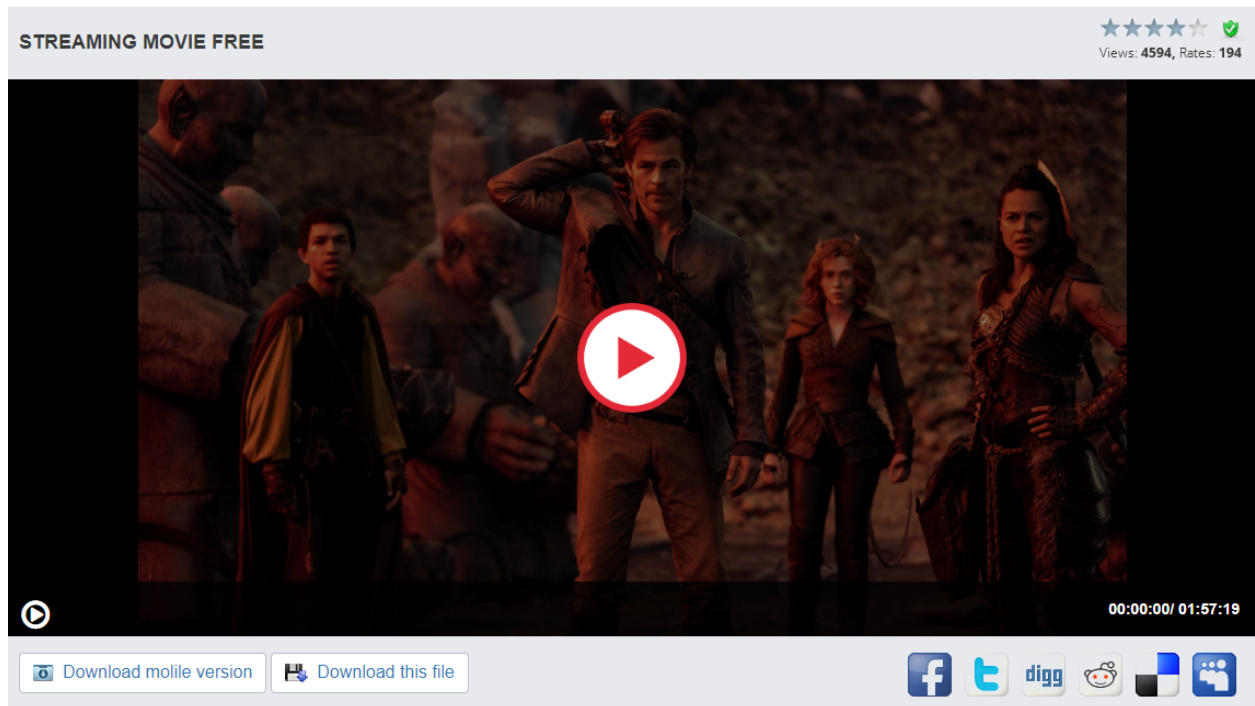 STREAMING MOVIE FREE
Views: 4594, Rates: 194
00:00:00/ 01:57:19
Download molile version
Download this file
digg